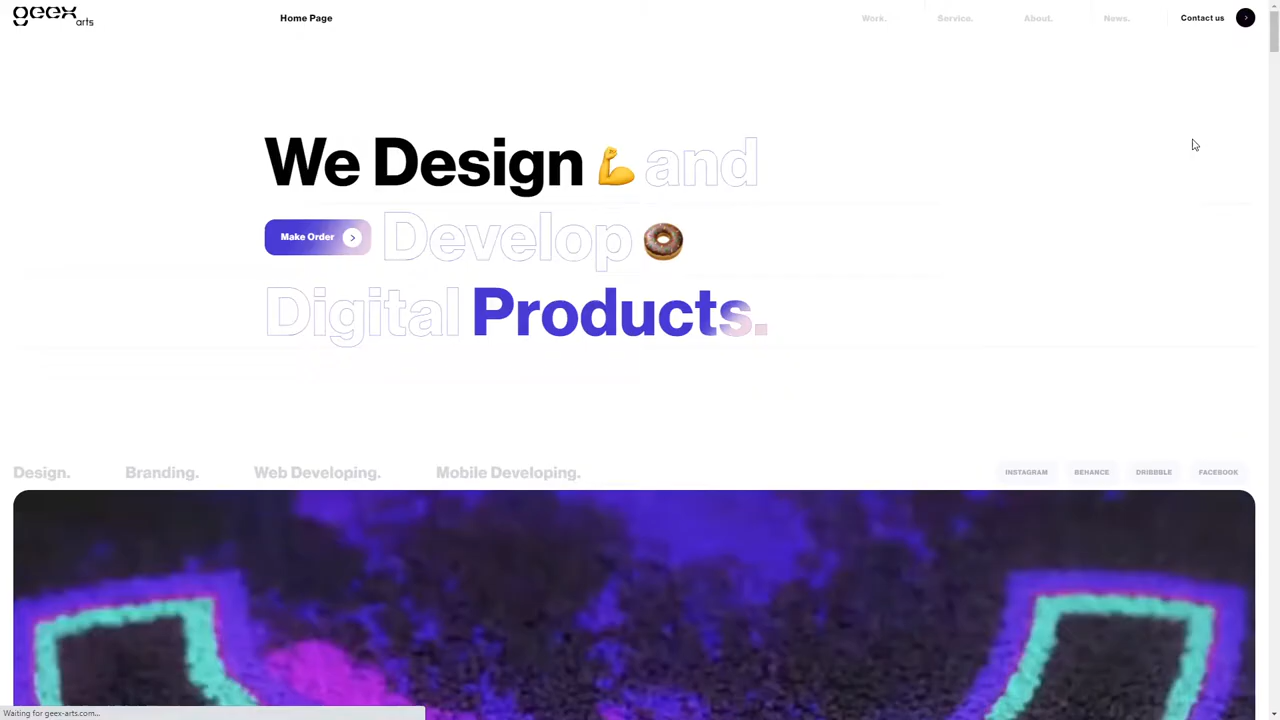 geex arts
Home Page
Work.
Service.
About.
News.
Contact us
We Design 💪 and
Make Order
Develop 🍩
Digital Products.
Design.
Branding.
Web Developing.
Mobile Developing.
INSTAGRAM
BEHANCE
DRIBBBLE
FACEBOOK
Waiting for geex-arts.com...